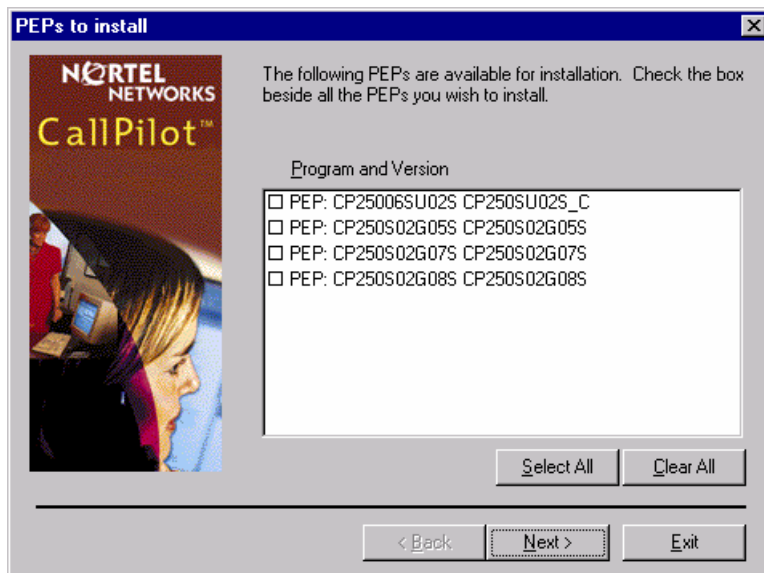 PEPs to install
NØRTEL
NETWORKS
CallPilot™
The following PEPs are available for installation. Check the box
beside all the PEPs you wish to install.
Program and Version
PEP: CP25006SU02S CP250SU02S_C
PEP: CP250S02G05S CP250S02G05S
PEP: CP250S02G07S CP250S02G07S
PEP: CP250S02G08S CP250S02G08S
Select All
Clear All
< Back
Next >
Exit